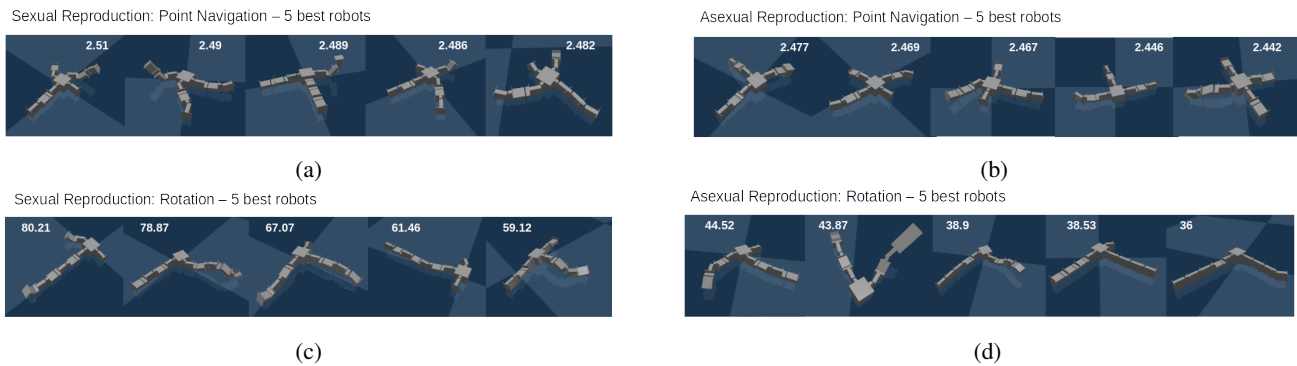 Sexual Reproduction: Point Navigation – 5 best robots
2.51 2.49 2.489 2.486 2.482
(a)
Asexual Reproduction: Point Navigation – 5 best robots
2.477 2.469 2.467 2.446 2.442
(b)
Sexual Reproduction: Rotation – 5 best robots
80.21 78.87 67.07 61.46 59.12
(c)
Asexual Reproduction: Rotation – 5 best robots
44.52 43.87 38.9 38.53 36
(d)